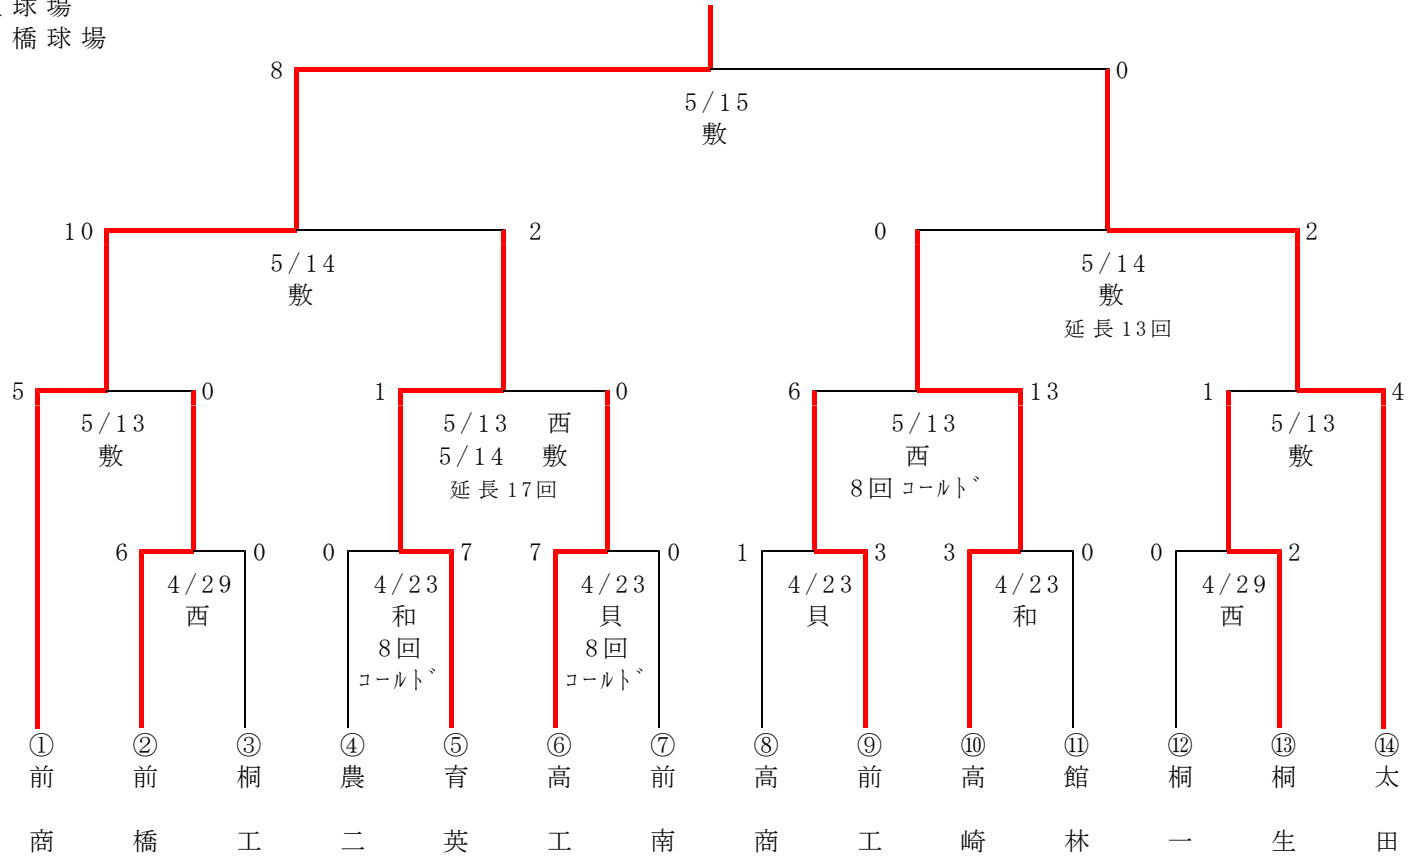 球場
橋球場
8 0
5/15
敷
10 2 0 2
5/14 5/14
敷 敷
延長13回
5 0 1 0 6 13 1 4
5/13 5/13 西 5/13 5/13
敷 5/14 敷 西 敷
延長17回 8回コールド
6 0 0 7 7 0 1 3 3 0 0 2
4/29 4/23 4/23 4/23 4/23 4/29
西 和 貝 貝 和 西
8回 8回
コールド コールド
① ② ③ ④ ⑤ ⑥ ⑦ ⑧ ⑨ ⑩ ⑪ ⑫ ⑬ ⑭
前 前 桐 農 育 高 前 高 前 高 館 桐 桐 太
商 橋 工 二 英 工 南 商 工 崎 林 一 生 田